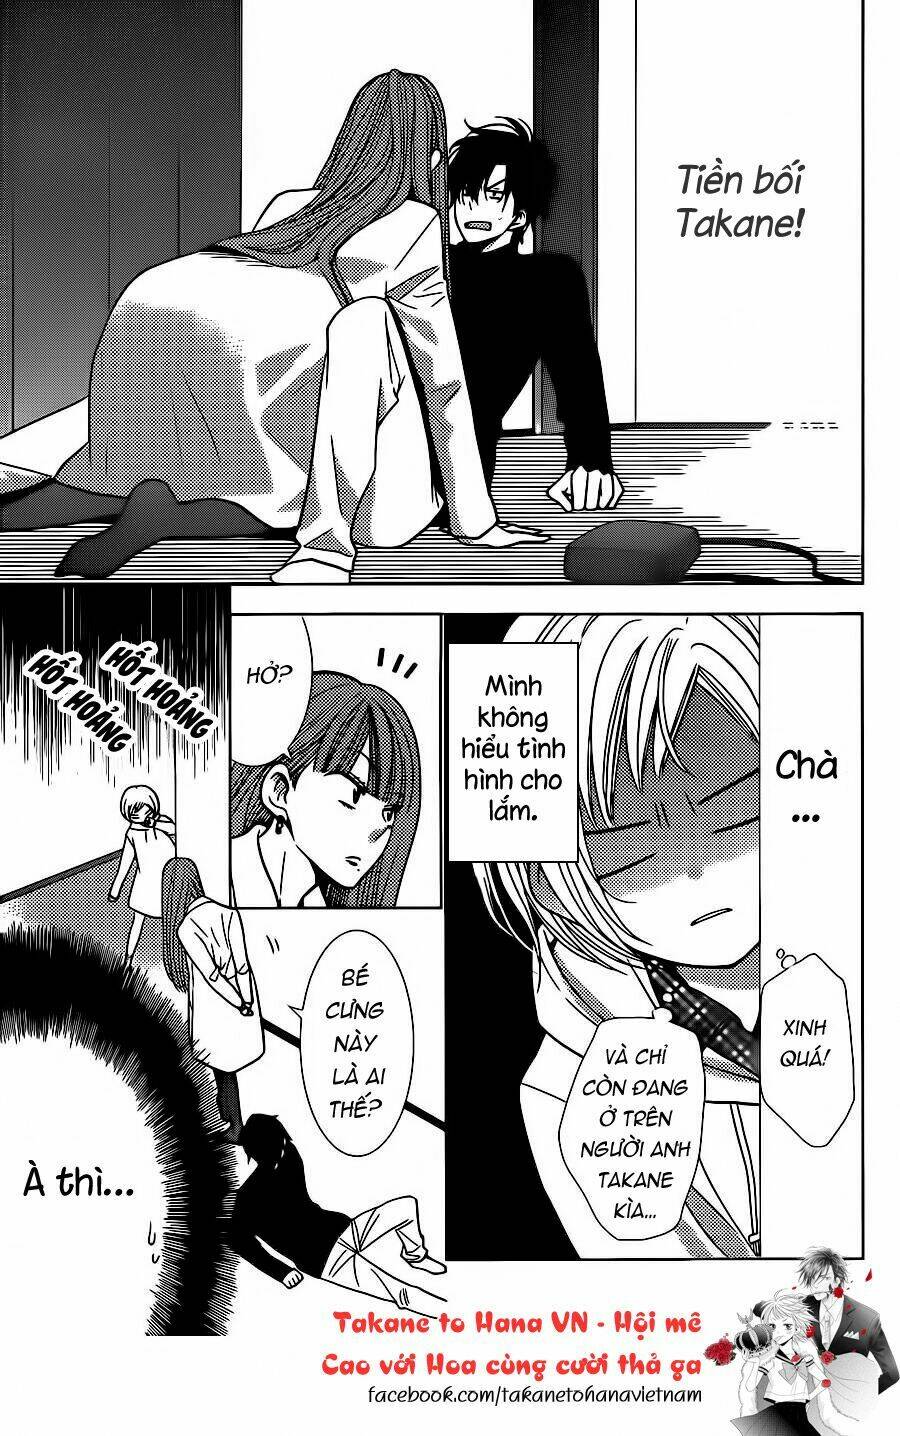 Tiền bối
Takane!
Chà
...
Mình
không
hiểu tình
hình cho
lắm.
XINH
QUÁ!
VÀ CHỈ
CÒN ĐANG
Ở TRÊN
NGƯỜI ANH
TAKANE
KÌA...
HỞ?
HỐT HOẢNG
HỐT HOẢNG
BÉ
CƯNG
NÀY
LÀ AI
THẾ?
À thì...
Takane to Hana VN - Hội mê
Cao với Hoa cùng cười thả ga
facebook.com/takanetohanavietnam